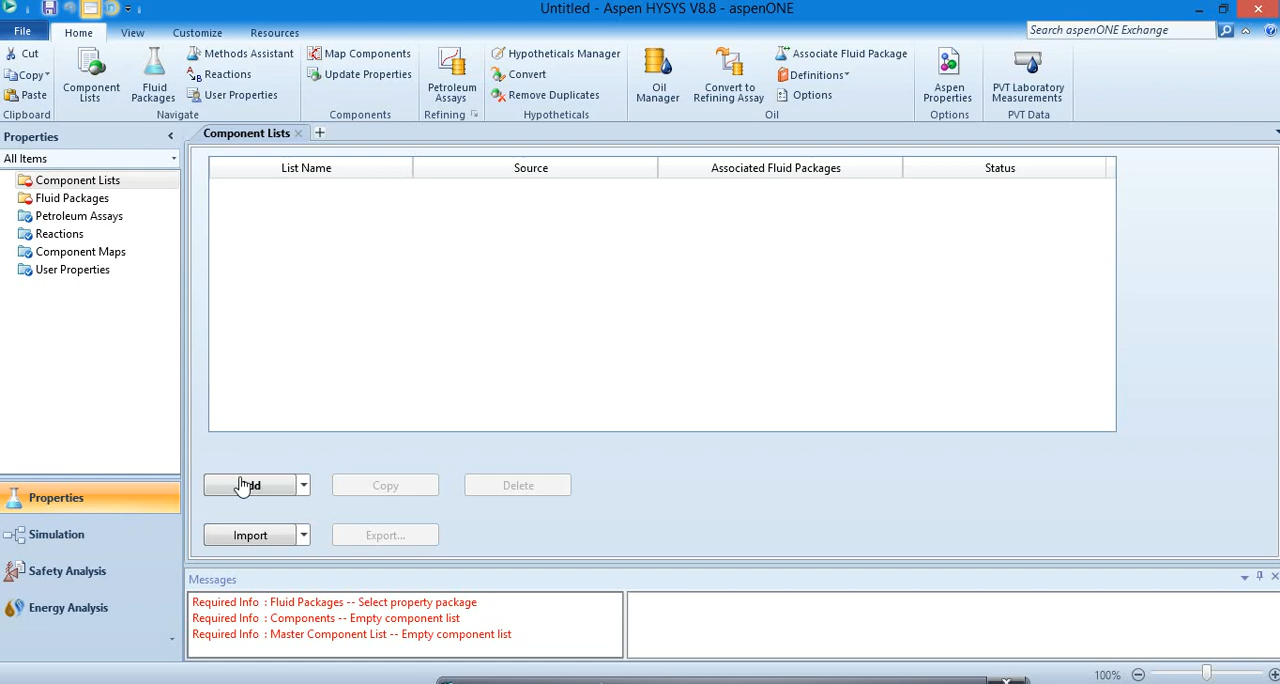 Untitled - Aspen HYSYS V8.8 - aspenONE
File Home View Customize Resources Search aspenONE Exchange
Cut
Copy
Paste
Clipboard
Component Lists
Fluid Packages
Methods Assistant
Reactions
User Properties
Navigate
Map Components
Update Properties
Components
Petroleum Assays
Refining
Hypotheticals Manager
Convert
Remove Duplicates
Hypotheticals
Oil Manager
Convert to Refining Assay
Associate Fluid Package
Definitions
Options
Oil
Aspen Properties
Options
PVT Laboratory Measurements
PVT Data
Properties
All Items
Component Lists
Fluid Packages
Petroleum Assays
Reactions
Component Maps
User Properties
Properties
Simulation
Safety Analysis
Energy Analysis
Component Lists
List Name Source Associated Fluid Packages Status
Copy Delete
Import Export...
Messages
Required Info : Fluid Packages -- Select property package
Required Info : Components -- Empty component list
Required Info : Master Component List -- Empty component list
100%